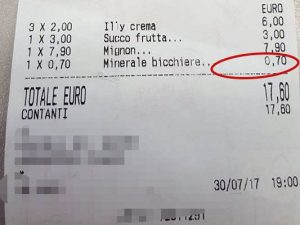 EURO
3 X 2,00 Illy crema 6,00
1 X 3,00 Succo frutta... 3,00
1 X 7,90 Mignon... 7,90
1 X 0,70 Minerale bicchiere.. 0,70
TOTALE EURO 17,60
CONTANTI 17,60
30/07/17 19:00